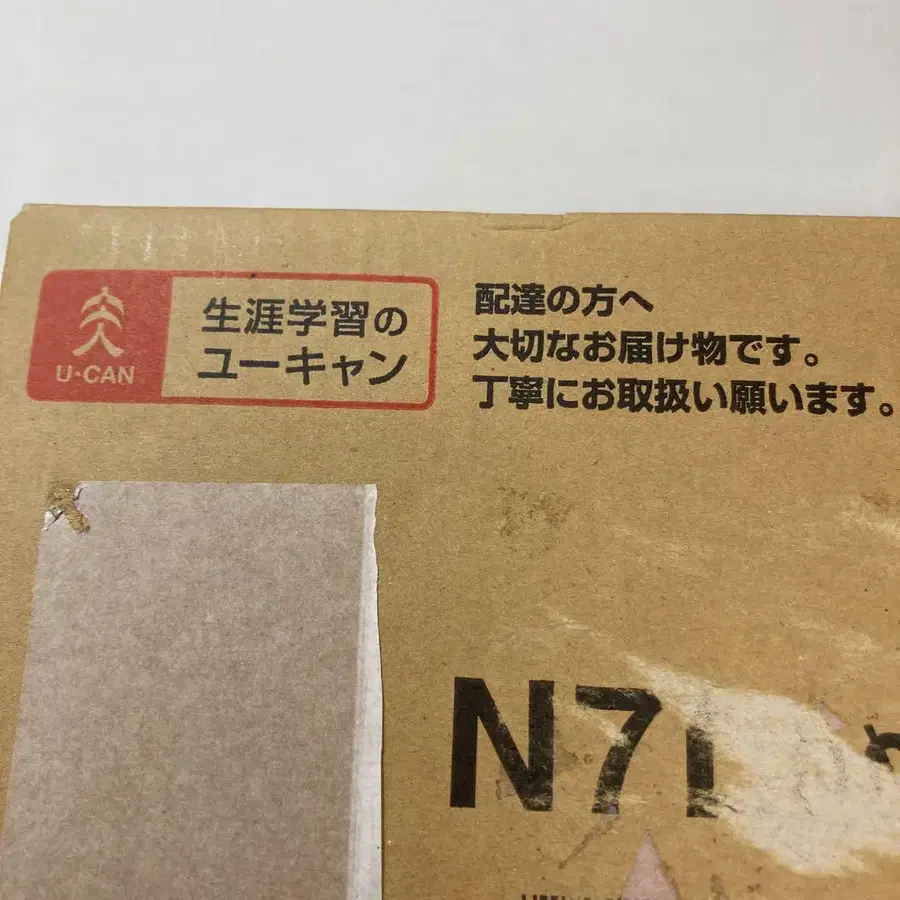 U·CAN
生涯学習の
ユーキャン
配達の方へ
大切なお届け物です。
丁寧にお取扱い願います。
N7